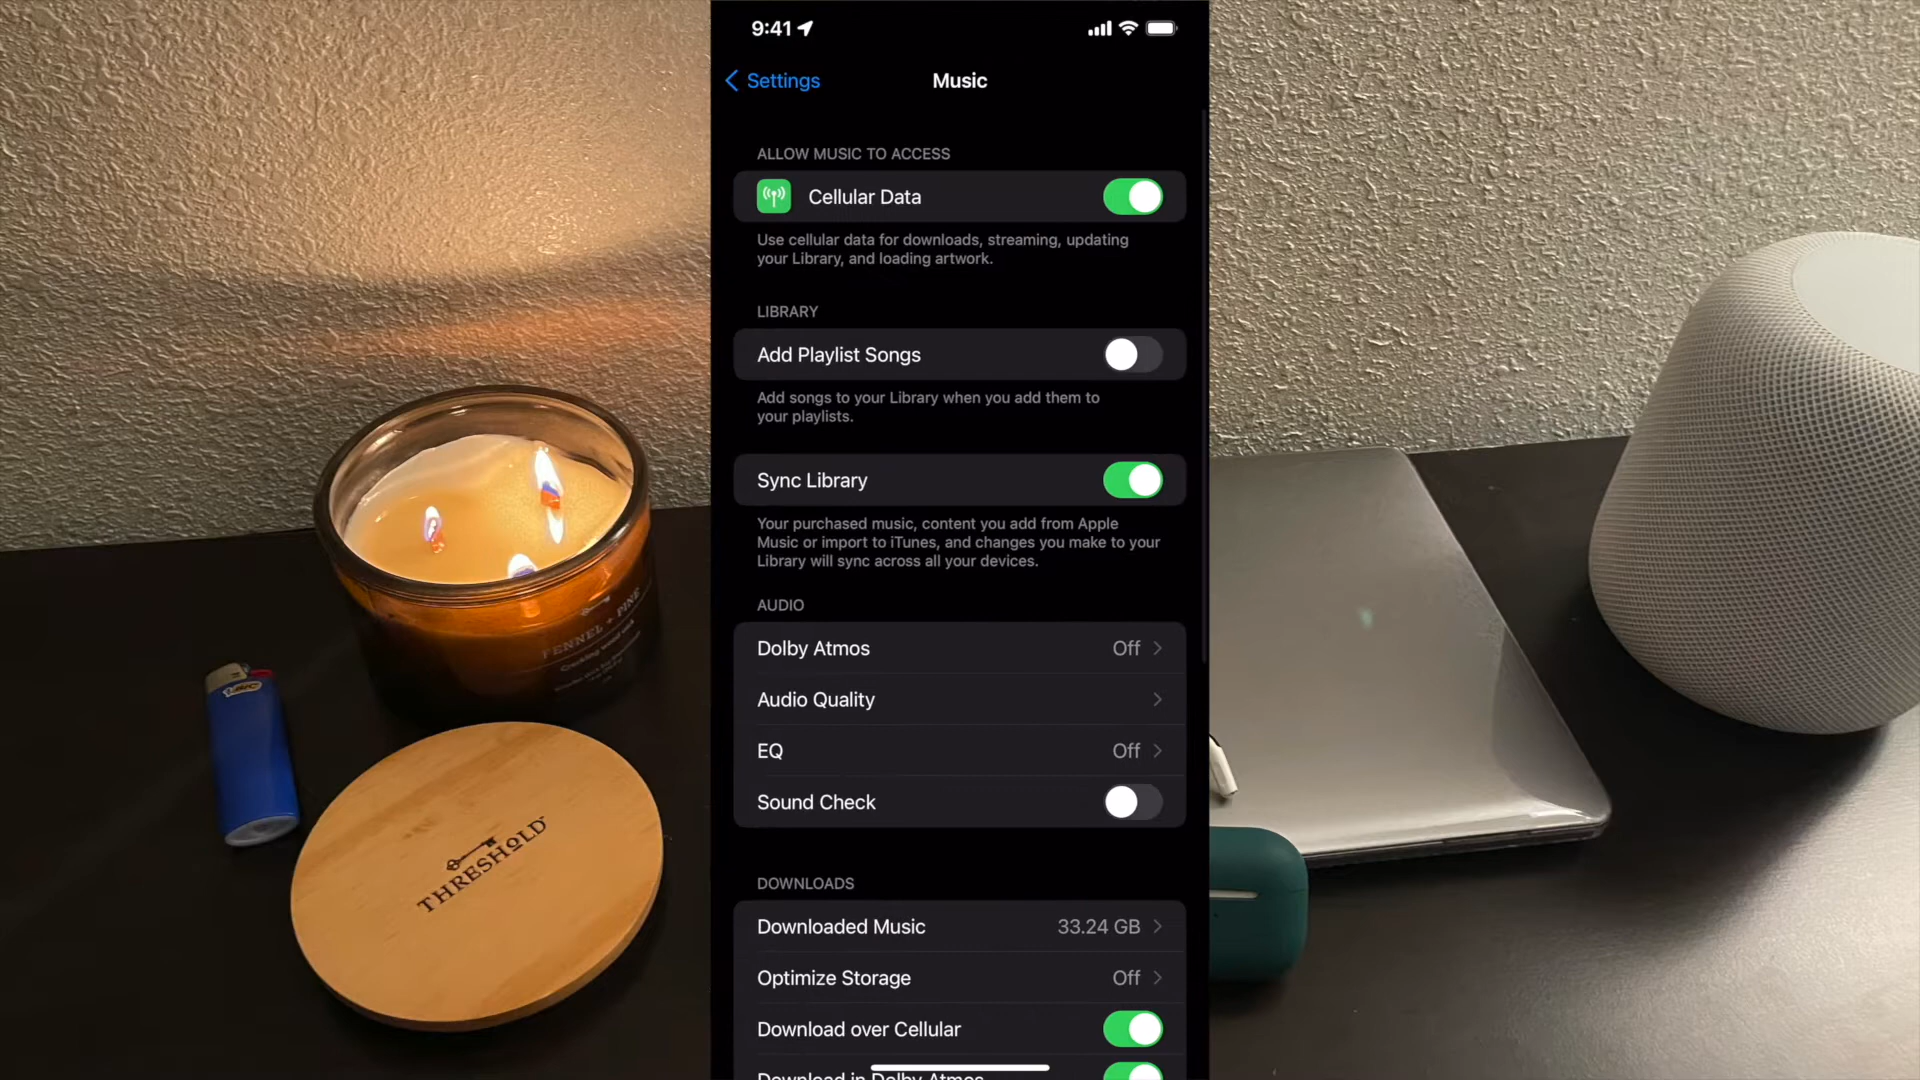 9:41
Settings
Music
ALLOW MUSIC TO ACCESS
Cellular Data
Use cellular data for downloads, streaming, updating
your Library, and loading artwork.
LIBRARY
Add Playlist Songs
Add songs to your Library when you add them to
your playlists.
Sync Library
Your purchased music, content you add from Apple
Music or import to iTunes, and changes you make to your
Library will sync across all your devices.
AUDIO
Dolby Atmos Off
Audio Quality
EQ Off
Sound Check
DOWNLOADS
Downloaded Music 33.24 GB
Optimize Storage Off
Download over Cellular
Download in Dolby Atmos
FENNEL + PINE
Crackling wood wick
BIC
THRESHOLD